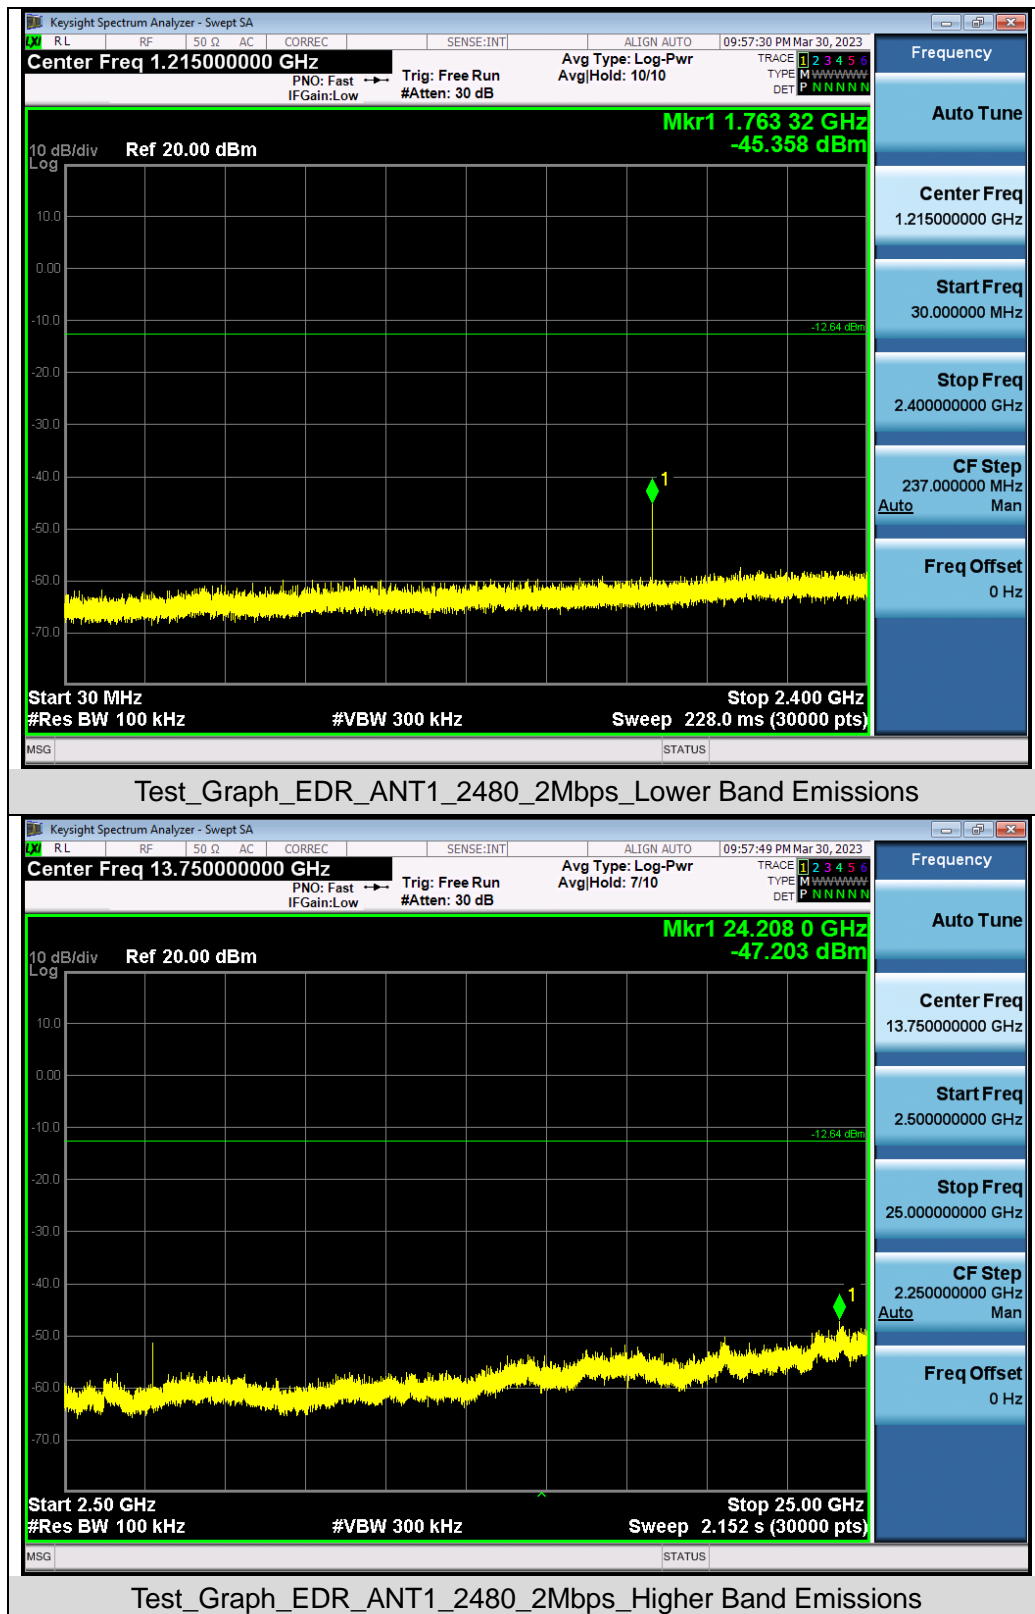 Keysight Spectrum Analyzer - Swept SA
LXI RL RF 50 Ω AC CORREC SENSE:INT ALIGN AUTO 09:57:30 PM Mar 30, 2023
Center Freq 1.215000000 GHz
PNO: Fast
IFGain:Low
Trig: Free Run
#Atten: 30 dB
Avg Type: Log-Pwr
Avg|Hold: 10/10
TRACE 1 2 3 4 5 6
TYPE M WWWWW
DET P N N N N N
Mkr1 1.763 32 GHz
-45.358 dBm
10 dB/div Ref 20.00 dBm
Log
10.0
0.00
-10.0
-12.64 dBm
-20.0
-30.0
-40.0
1
-50.0
-60.0
-70.0
Start 30 MHz Stop 2.400 GHz
#Res BW 100 kHz #VBW 300 kHz Sweep 228.0 ms (30000 pts)
MSG STATUS
Frequency
Auto Tune
Center Freq
1.215000000 GHz
Start Freq
30.000000 MHz
Stop Freq
2.400000000 GHz
CF Step
237.000000 MHz
Auto Man
Freq Offset
0 Hz
Test_Graph_EDR_ANT1_2480_2Mbps_Lower Band Emissions
Keysight Spectrum Analyzer - Swept SA
LXI RL RF 50 Ω AC CORREC SENSE:INT ALIGN AUTO 09:57:49 PM Mar 30, 2023
Center Freq 13.750000000 GHz
PNO: Fast
IFGain:Low
Trig: Free Run
#Atten: 30 dB
Avg Type: Log-Pwr
Avg|Hold: 7/10
TRACE 1 2 3 4 5 6
TYPE M WWWWW
DET P N N N N N
Mkr1 24.208 0 GHz
-47.203 dBm
10 dB/div Ref 20.00 dBm
Log
10.0
0.00
-10.0
-12.64 dBm
-20.0
-30.0
-40.0
1
-50.0
-60.0
-70.0
Start 2.50 GHz Stop 25.00 GHz
#Res BW 100 kHz #VBW 300 kHz Sweep 2.152 s (30000 pts)
MSG STATUS
Frequency
Auto Tune
Center Freq
13.750000000 GHz
Start Freq
2.500000000 GHz
Stop Freq
25.000000000 GHz
CF Step
2.250000000 GHz
Auto Man
Freq Offset
0 Hz
Test_Graph_EDR_ANT1_2480_2Mbps_Higher Band Emissions